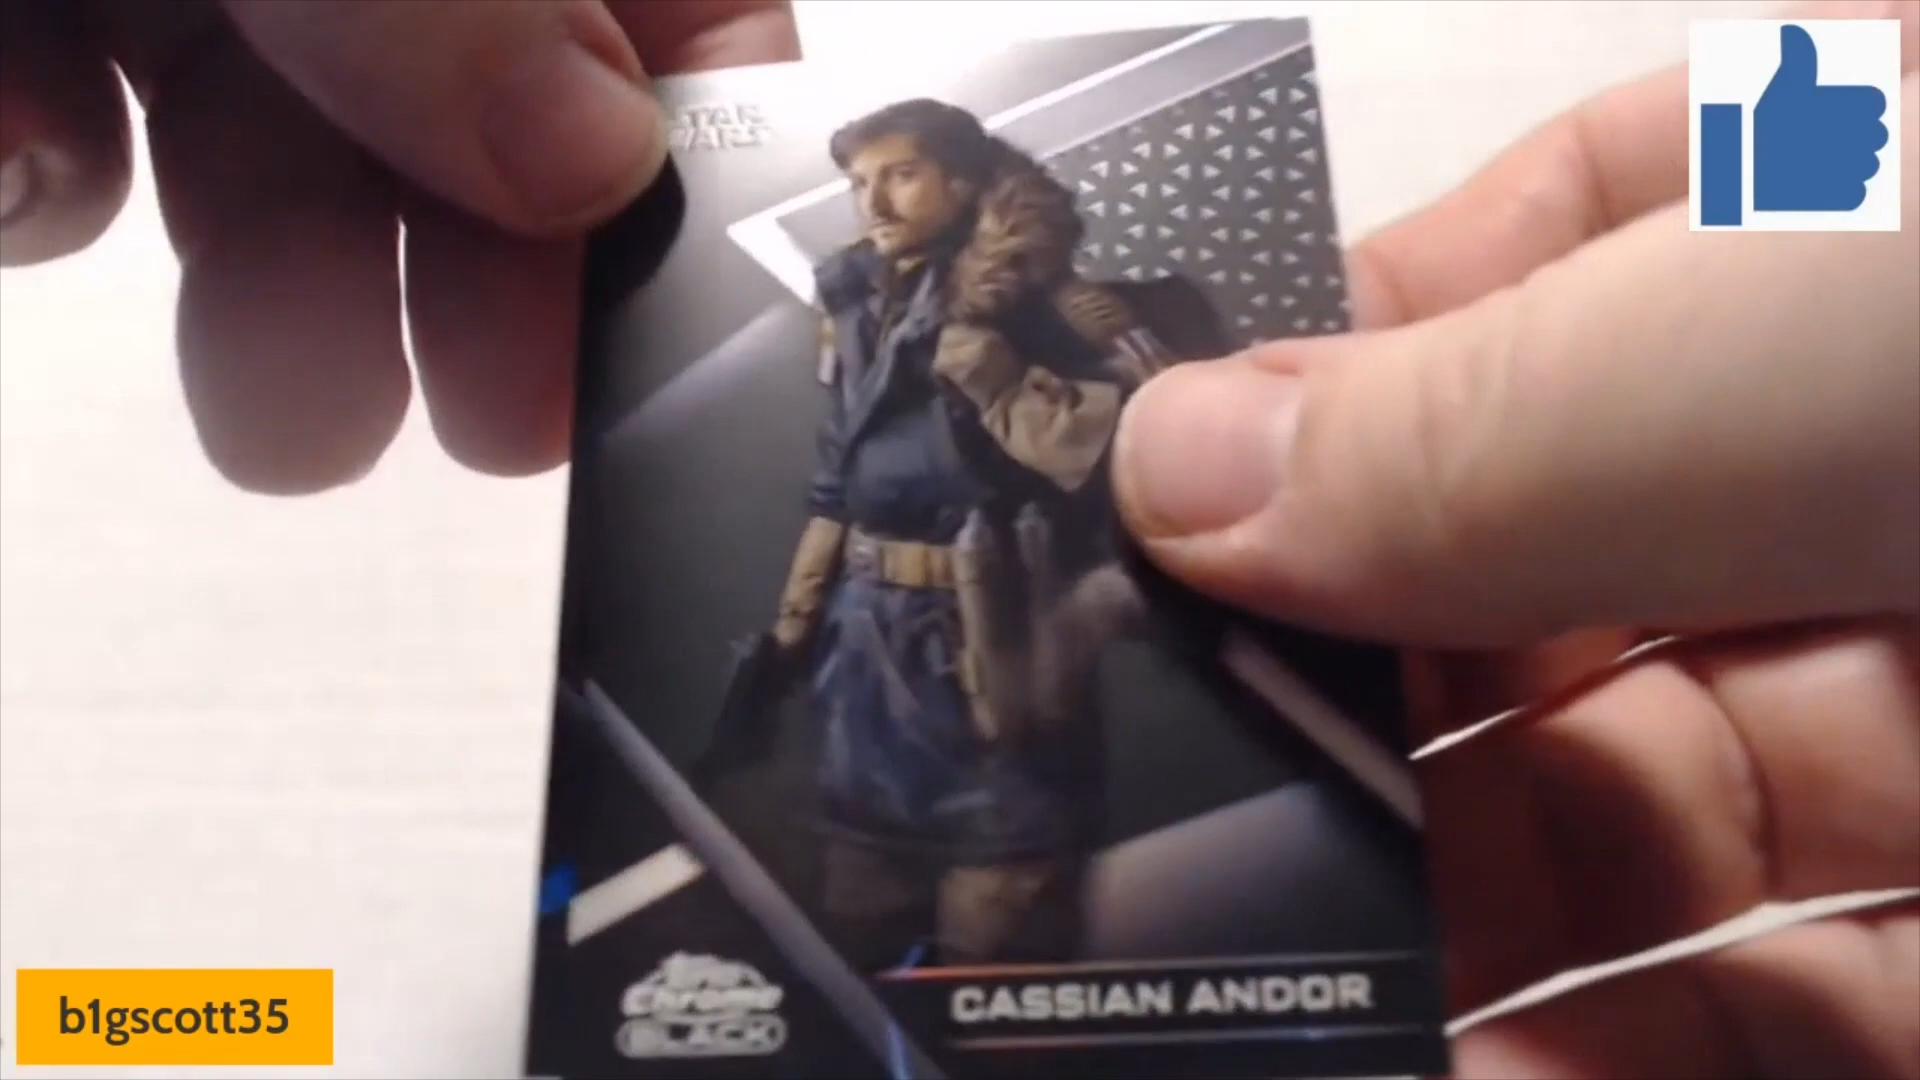 STAR
WARS
Topps
Chrome
BLACK
CASSIAN ANDOR
b1gscott35